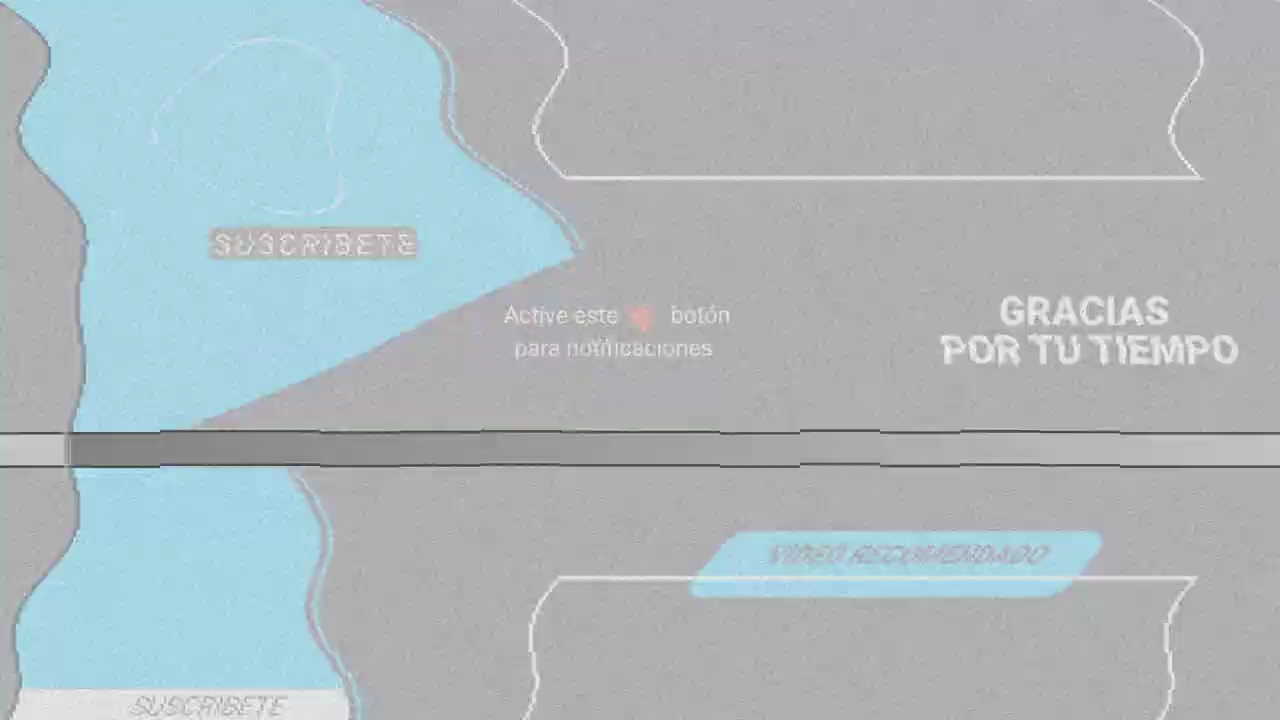 SUSCRIBETE
Active este botón
para notificaciones
GRACIAS
POR TU TIEMPO
VIDEO RECOMENDADO
SUSCRIBETE